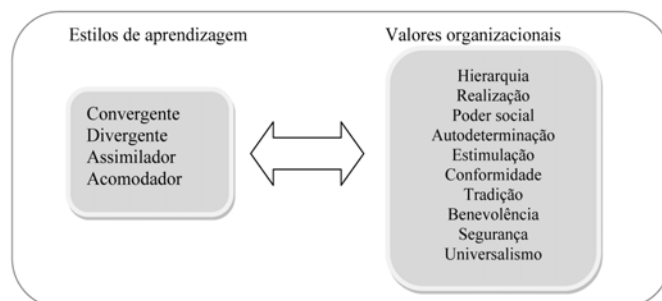 Estilos de aprendizagem
Convergente
Divergente
Assimilador
Acomodador
Valores organizacionais
Hierarquia
Realização
Poder social
Autodeterminação
Estimulação
Conformidade
Tradição
Benevolência
Segurança
Universalismo